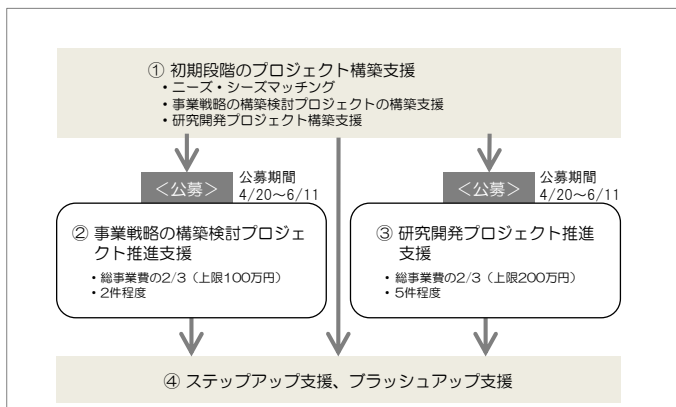 ① 初期段階のプロジェクト構築支援
・ニーズ・シーズマッチング
・事業戦略の構築検討プロジェクトの構築支援
・研究開発プロジェクト構築支援
＜公募＞
公募期間
4/20～6/11
＜公募＞
公募期間
4/20～6/11
② 事業戦略の構築検討プロジェ
クト推進支援
・総事業費の2/3（上限100万円）
・2件程度
③ 研究開発プロジェクト推進
支援
・総事業費の2/3（上限200万円）
・5件程度
④ ステップアップ支援、ブラッシュアップ支援